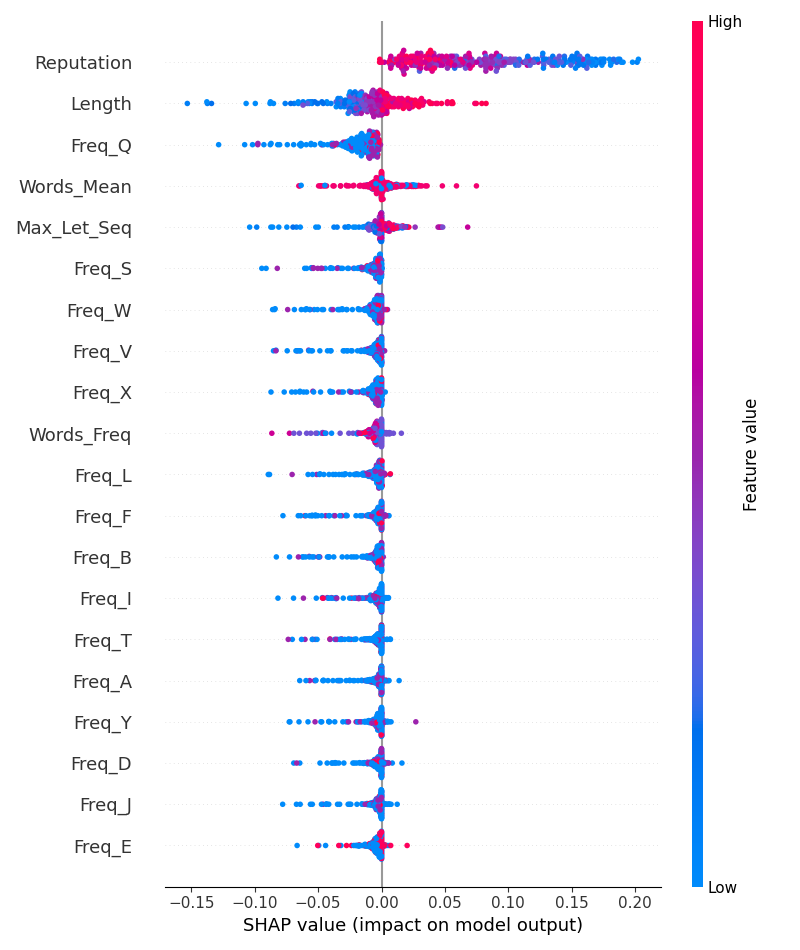 High
Reputation
Length
Freq_Q
Words_Mean
Max_Let_Seq
Freq_S
Freq_W
Freq_V
Freq_X
Words_Freq
Freq_L
Freq_F
Freq_B
Freq_I
Freq_T
Freq_A
Freq_Y
Freq_D
Freq_J
Freq_E
Feature value
Low
−0.15 −0.10 −0.05 0.00 0.05 0.10 0.15 0.20
SHAP value (impact on model output)